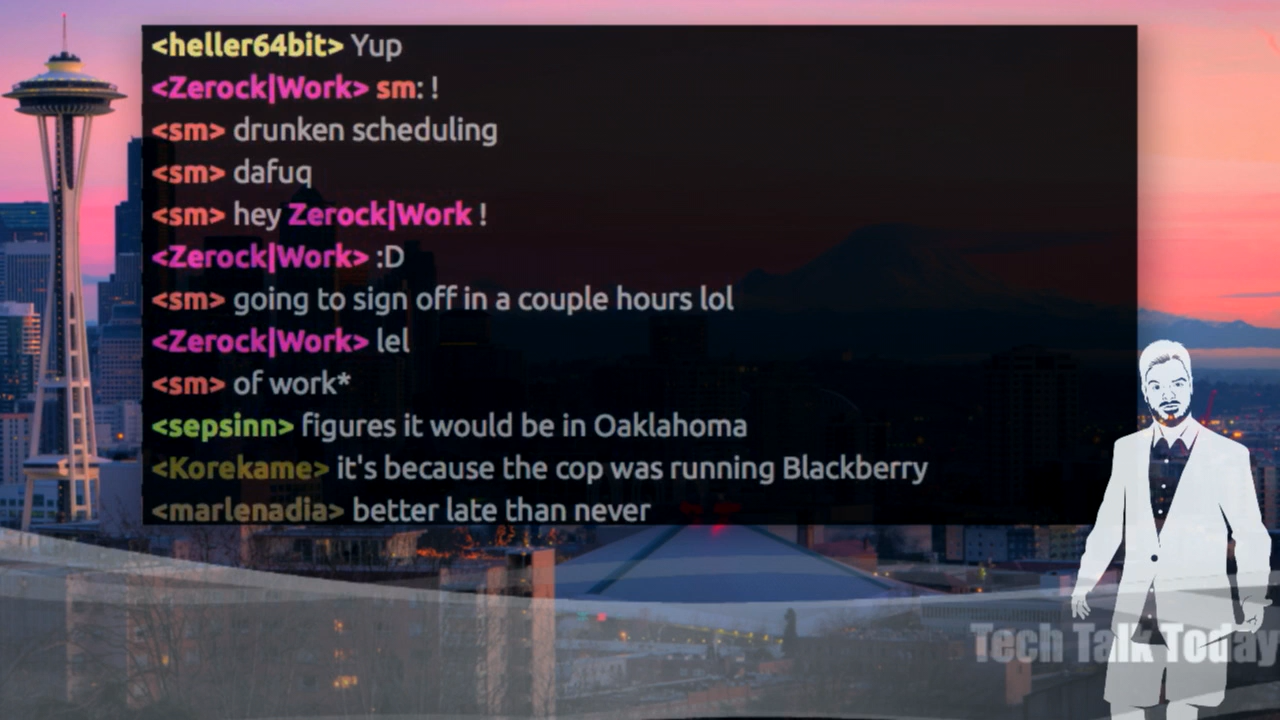 <heller64bit> Yup
<Zerock|Work> sm: !
<sm> drunken scheduling
<sm> dafuq
<sm> hey Zerock|Work !
<Zerock|Work> :D
<sm> going to sign off in a couple hours lol
<Zerock|Work> lel
<sm> of work*
<sepsinn> figures it would be in Oaklahoma
<Korekame> it's because the cop was running Blackberry
<marlenadia> better late than never
Tech Talk Today